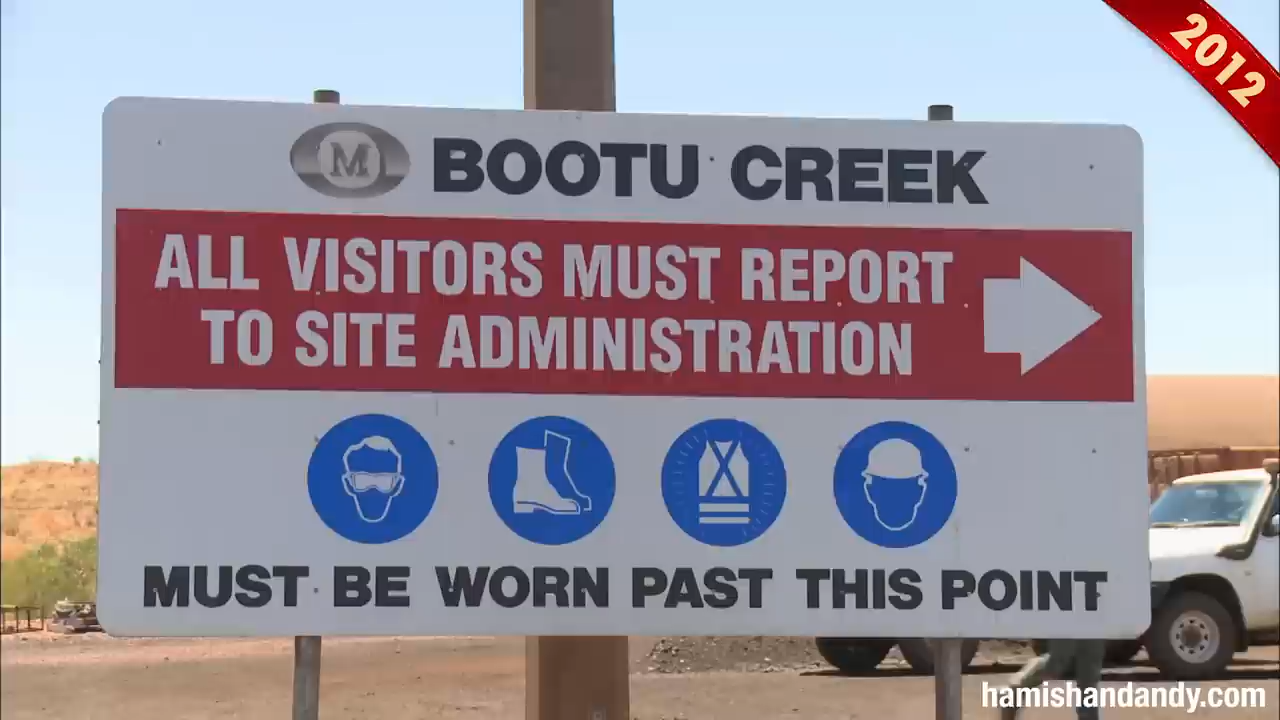 2012
M BOOTU CREEK
ALL VISITORS MUST REPORT
TO SITE ADMINISTRATION
MUST BE WORN PAST THIS POINT
hamishandandy.com